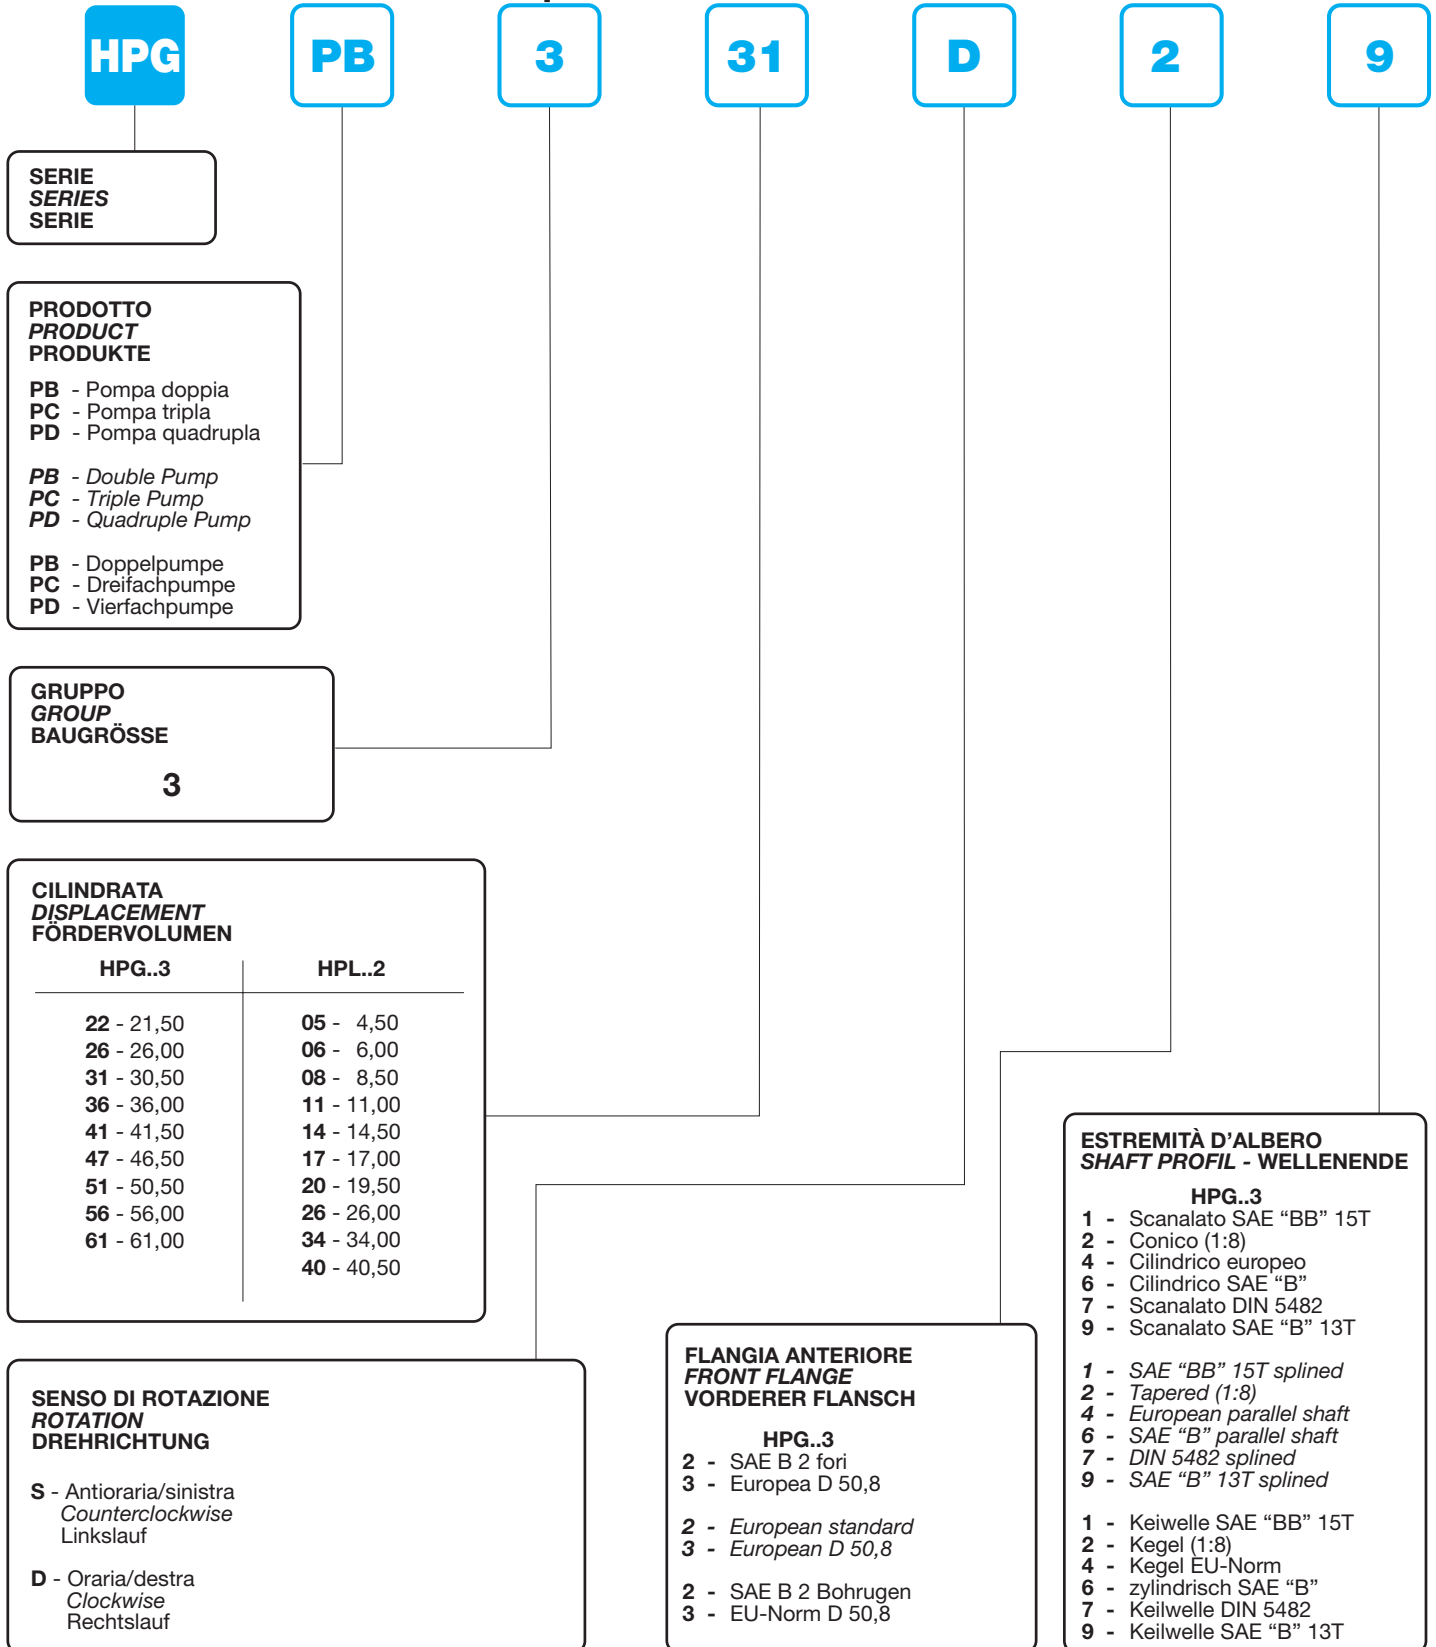 HPG PB 3 31 D 2 9
SERIE
SERIES
SERIE
PRODOTTO
PRODUCT
PRODUKTE
PB - Pompa doppia
PC - Pompa tripla
PD - Pompa quadrupla
PB - Double Pump
PC - Triple Pump
PD - Quadruple Pump
PB - Doppelpumpe
PC - Dreifachpumpe
PD - Vierfachpumpe
GRUPPO
GROUP
BAUGRÖSSE
3
CILINDRATA
DISPLACEMENT
FÖRDERVOLUMEN
HPG..3 HPL..2
22 - 21,50 05 - 4,50
26 - 26,00 06 - 6,00
31 - 30,50 08 - 8,50
36 - 36,00 11 - 11,00
41 - 41,50 14 - 14,50
47 - 46,50 17 - 17,00
51 - 50,50 20 - 19,50
56 - 56,00 26 - 26,00
61 - 61,00 34 - 34,00
40 - 40,50
SENSO DI ROTAZIONE
ROTATION
DREHRICHTUNG
S - Antioraria/sinistra
Counterclockwise
Linkslauf
D - Oraria/destra
Clockwise
Rechtslauf
FLANGIA ANTERIORE
FRONT FLANGE
VORDERER FLANSCH
HPG..3
2 - SAE B 2 fori
3 - Europea D 50,8
2 - European standard
3 - European D 50,8
2 - SAE B 2 Bohrugen
3 - EU-Norm D 50,8
ESTREMITÀ D'ALBERO
SHAFT PROFIL - WELLENENDE
HPG..3
1 - Scanalato SAE “BB” 15T
2 - Conico (1:8)
4 - Cilindrico europeo
6 - Cilindrico SAE “B”
7 - Scanalato DIN 5482
9 - Scanalato SAE “B” 13T
1 - SAE “BB” 15T splined
2 - Tapered (1:8)
4 - European parallel shaft
6 - SAE “B” parallel shaft
7 - DIN 5482 splined
9 - SAE “B” 13T splined
1 - Keiwelle SAE “BB” 15T
2 - Kegel (1:8)
4 - Kegel EU-Norm
6 - zylindrisch SAE “B”
7 - Keilwelle DIN 5482
9 - Keilwelle SAE “B” 13T